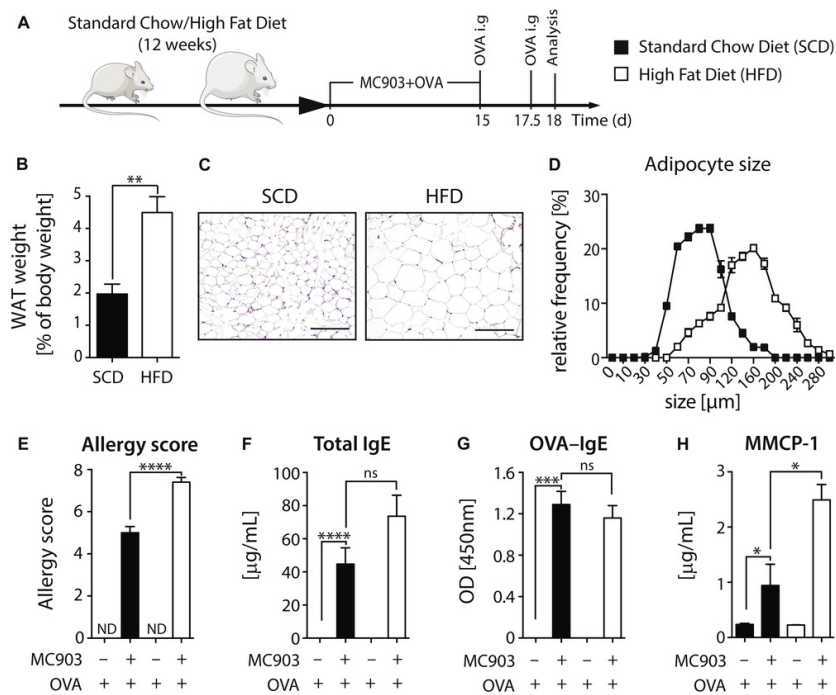 A
Standard Chow/High Fat Diet
(12 weeks)
MC903+OVA
OVA i.g
OVA i.g
Analysis
0
15
17.5
18
Time (d)
Standard Chow Diet (SCD)
High Fat Diet (HFD)
B
WAT weight
[% of body weight]
5
4
3
2
1
0
**
SCD
HFD
C
SCD
HFD
D
Adipocyte size
relative frequency [%]
30
20
10
0
0
10
30
50
70
90
120
160
200
240
280
size [µm]
E
Allergy score
Allergy score
8
6
4
2
0
****
ND
ND
MC903 – + – +
OVA + + + +
F
Total IgE
[µg/mL]
100
80
60
40
20
0
ns
****
– + – +
+ + + +
G
OVA–IgE
OD [450nm]
1.6
1.2
0.8
0.4
0
***
ns
MC903 – + – +
OVA + + + +
H
MMCP-1
[µg/mL]
3
2
1
0
*
*
MC903 – + – +
OVA + + + +